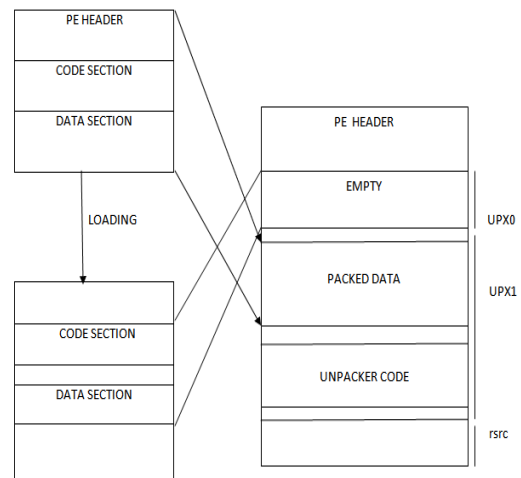 PE HEADER
CODE SECTION
DATA SECTION
LOADING
CODE SECTION
DATA SECTION
PE HEADER
EMPTY
UPX0
PACKED DATA
UPX1
UNPACKER CODE
rsrc